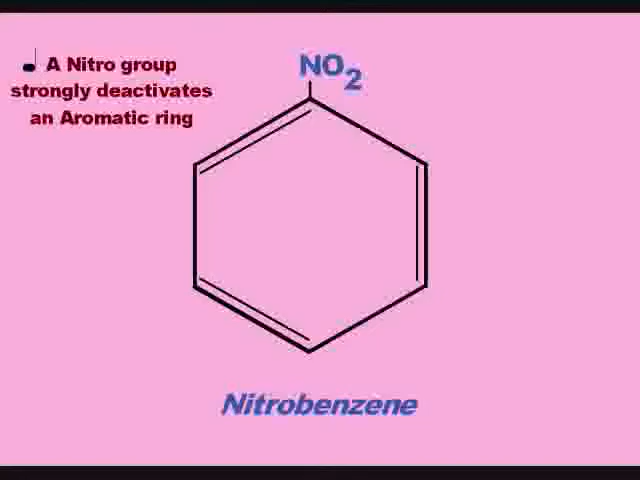 A Nitro group
strongly deactivates
an Aromatic ring
NO2
Nitrobenzene